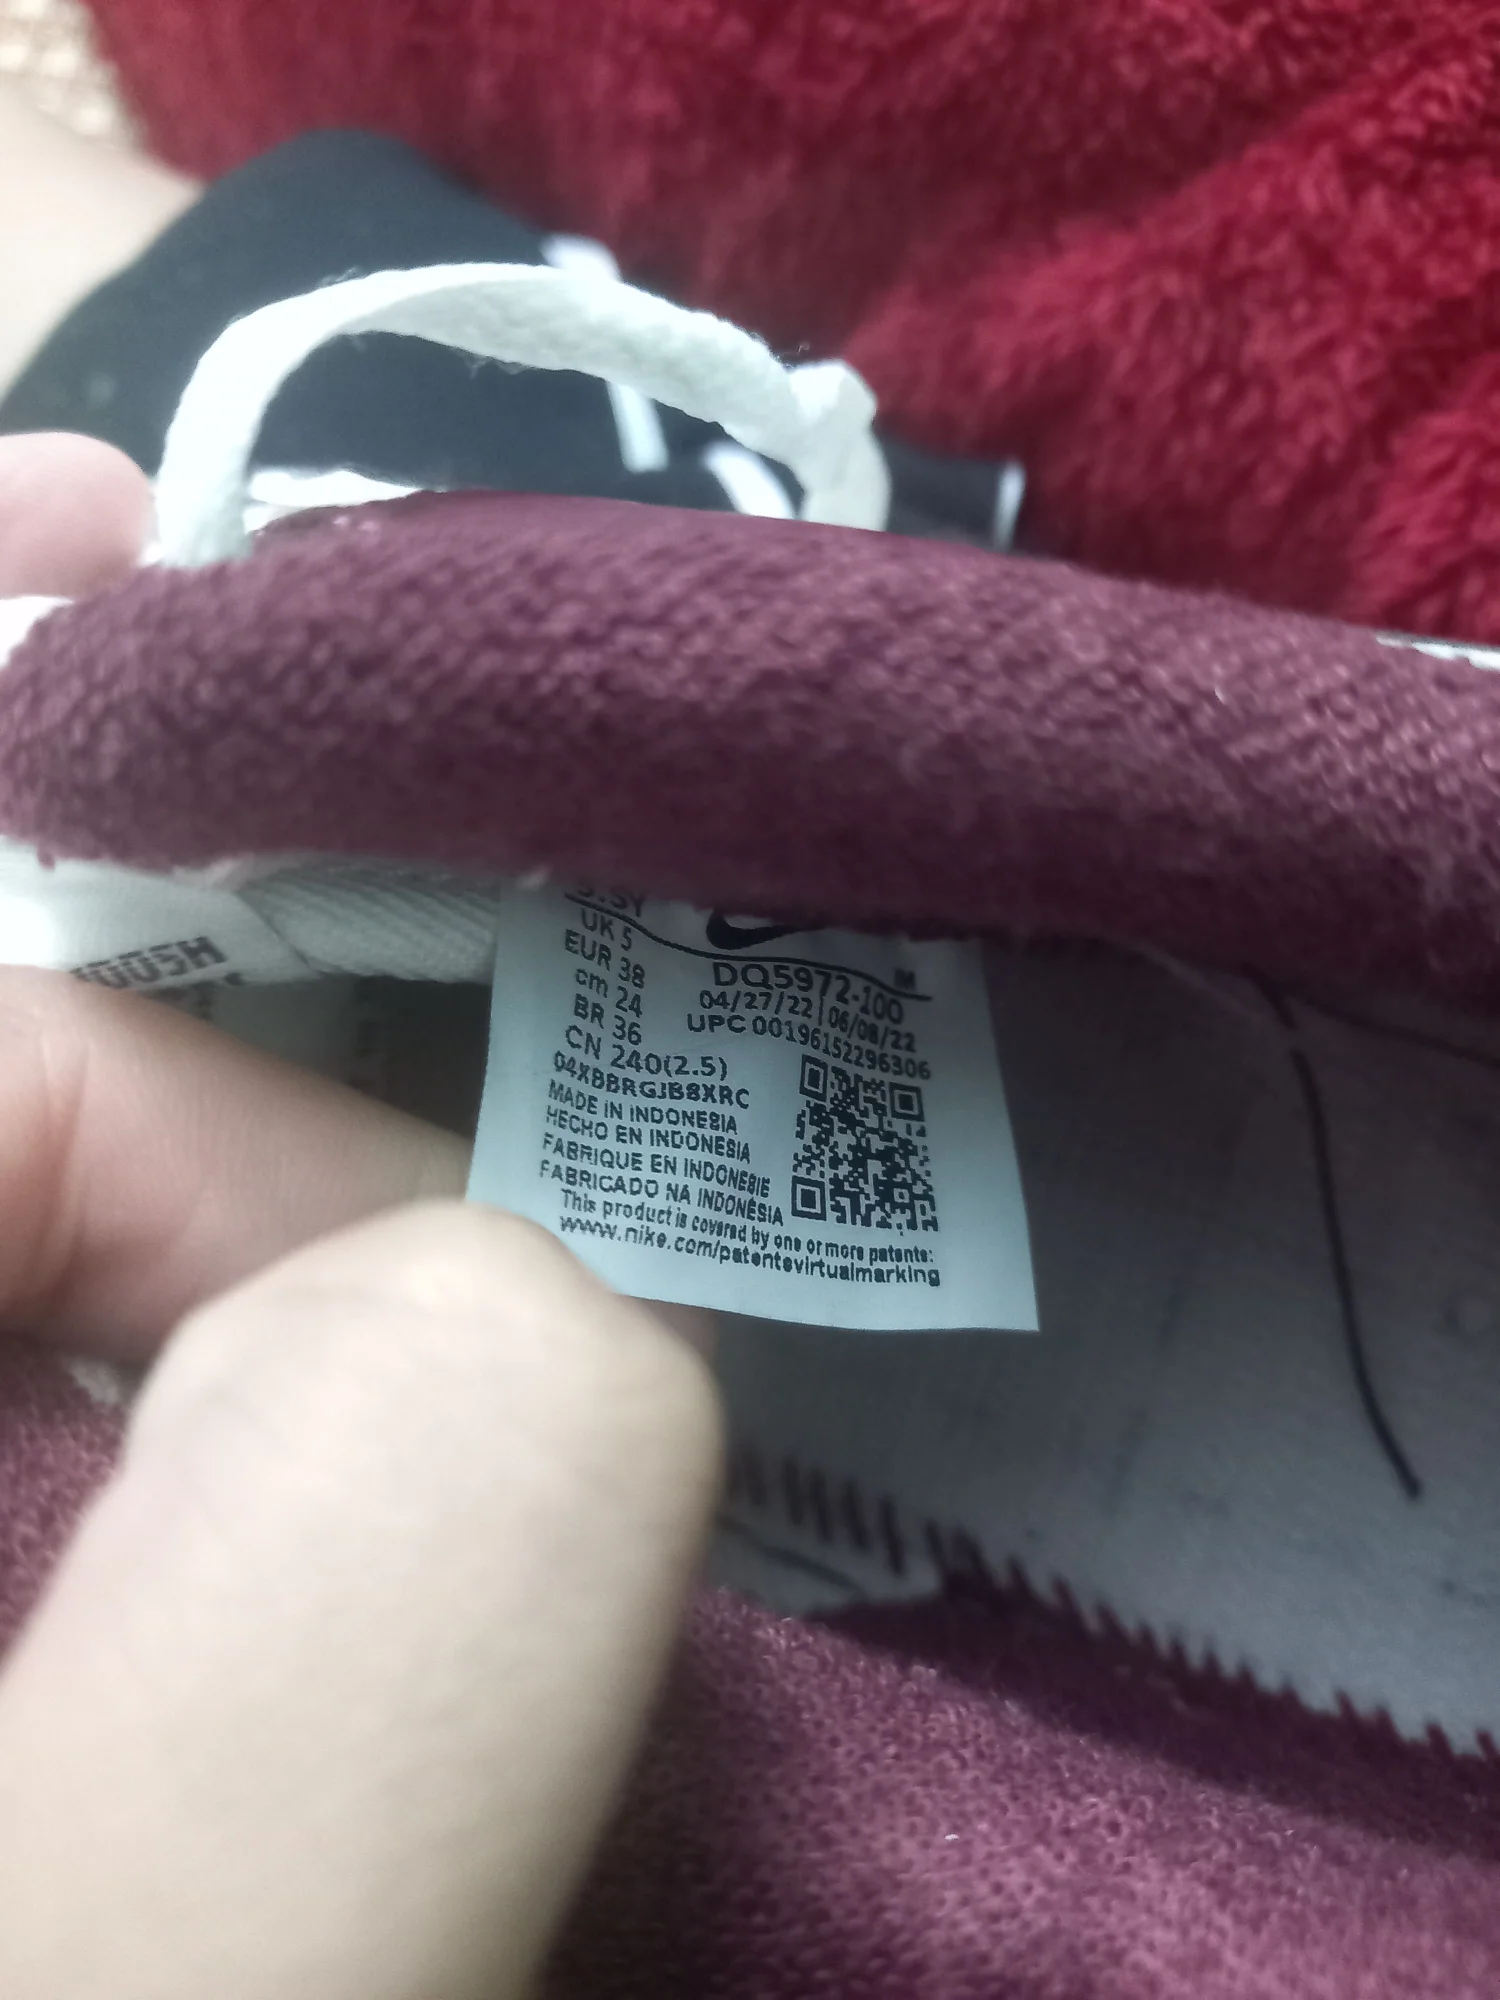 UK 5
EUR 38
cm 24
BR 36
CN 240(2.5)
M
DQ5972-100
04/27/22|06/08/22
UPC 00196152296306
04XBBRGJB8XRC
MADE IN INDONESIA
HECHO EN INDONESIA
FABRIQUE EN INDONESIE
FABRICADO NA INDONÉSIA
This product is covered by one or more patents:
www.nike.com/patentsvirtualmarking